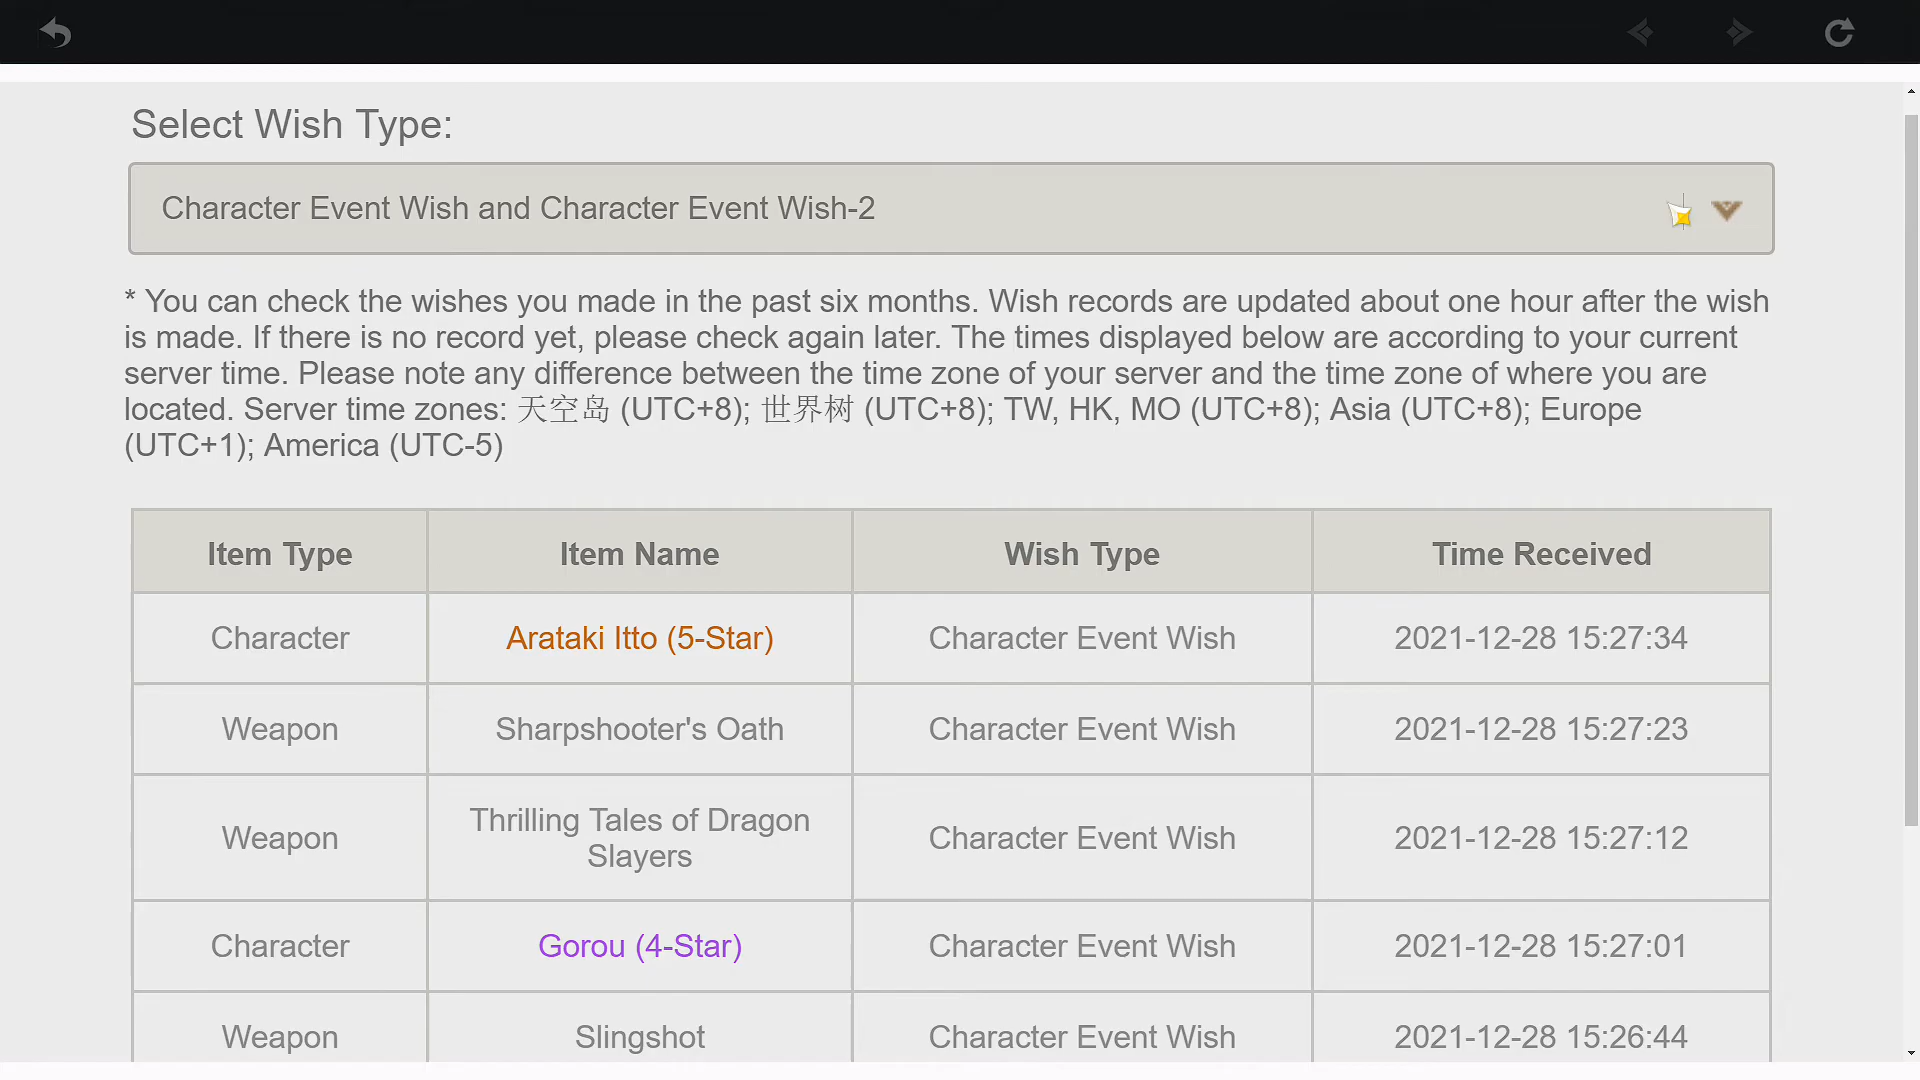 Select Wish Type:
Character Event Wish and Character Event Wish-2
* You can check the wishes you made in the past six months. Wish records are updated about one hour after the wish
is made. If there is no record yet, please check again later. The times displayed below are according to your current
server time. Please note any difference between the time zone of your server and the time zone of where you are
located. Server time zones: 天空岛 (UTC+8); 世界树 (UTC+8); TW, HK, MO (UTC+8); Asia (UTC+8); Europe
(UTC+1); America (UTC-5)
Item Type Item Name Wish Type Time Received
Character Arataki Itto (5-Star) Character Event Wish 2021-12-28 15:27:34
Weapon Sharpshooter's Oath Character Event Wish 2021-12-28 15:27:23
Weapon Thrilling Tales of Dragon Character Event Wish 2021-12-28 15:27:12
Slayers
Character Gorou (4-Star) Character Event Wish 2021-12-28 15:27:01
Weapon Slingshot Character Event Wish 2021-12-28 15:26:44